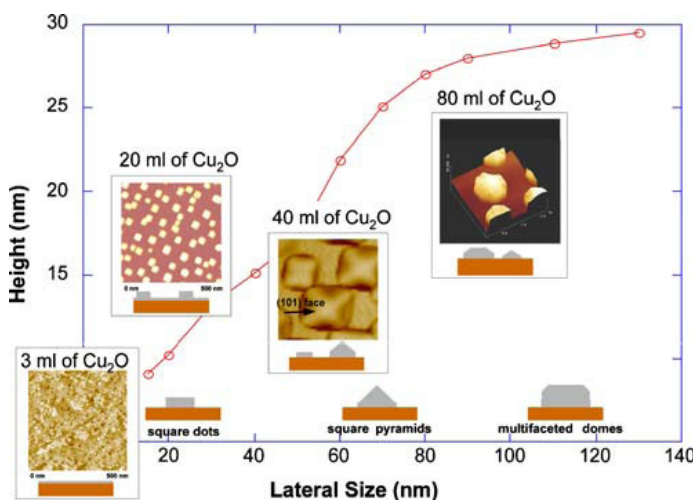 30
25
20
15
Height (nm)
80 ml of Cu₂O
20 ml of Cu₂O
40 ml of Cu₂O
(101) face
0 nm 500 nm
3 ml of Cu₂O
0 nm 500 nm
square dots
square pyramids
multifaceted domes
20 40 60 80 100 120 140
Lateral Size (nm)